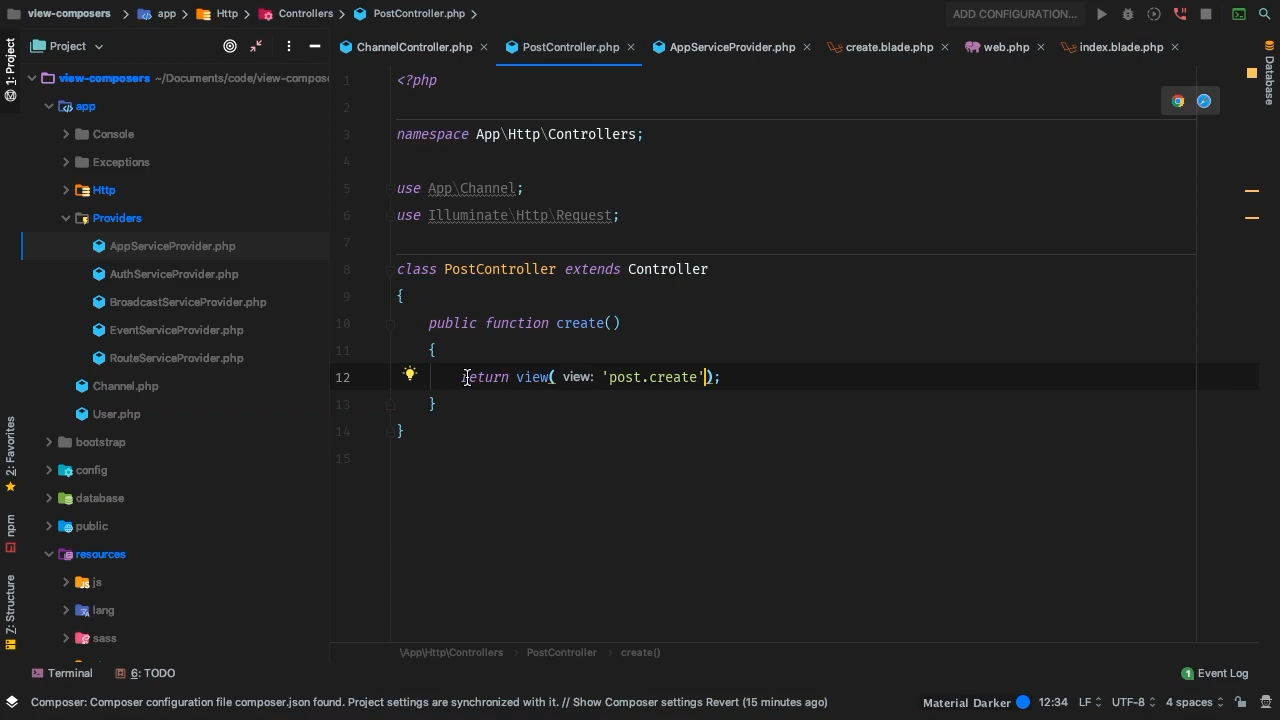 view-composers > app > Http > Controllers > PostController.php >
ADD CONFIGURATION...
Project
ChannelController.php
PostController.php
AppServiceProvider.php
create.blade.php
web.php
index.blade.php
1: Project
2: Favorites
npm
7: Structure
Database
view-composers ~/Documents/code/view-compos
app
Console
Exceptions
Http
Providers
AppServiceProvider.php
AuthServiceProvider.php
BroadcastServiceProvider.php
EventServiceProvider.php
RouteServiceProvider.php
Channel.php
User.php
bootstrap
config
database
public
resources
js
lang
sass
1 <?php
2
3 namespace App\Http\Controllers;
4
5 use App\Channel;
6 use Illuminate\Http\Request;
7
8 class PostController extends Controller
9 {
10 public function create()
11 {
12 return view( view: 'post.create');
13 }
14 }
15
\App\Http\Controllers > PostController > create()
Terminal
6: TODO
1 Event Log
Composer: Composer configuration file composer.json found. Project settings are synchronized with it. // Show Composer settings Revert (15 minutes ago)
Material Darker 12:34 LF UTF-8 4 spaces